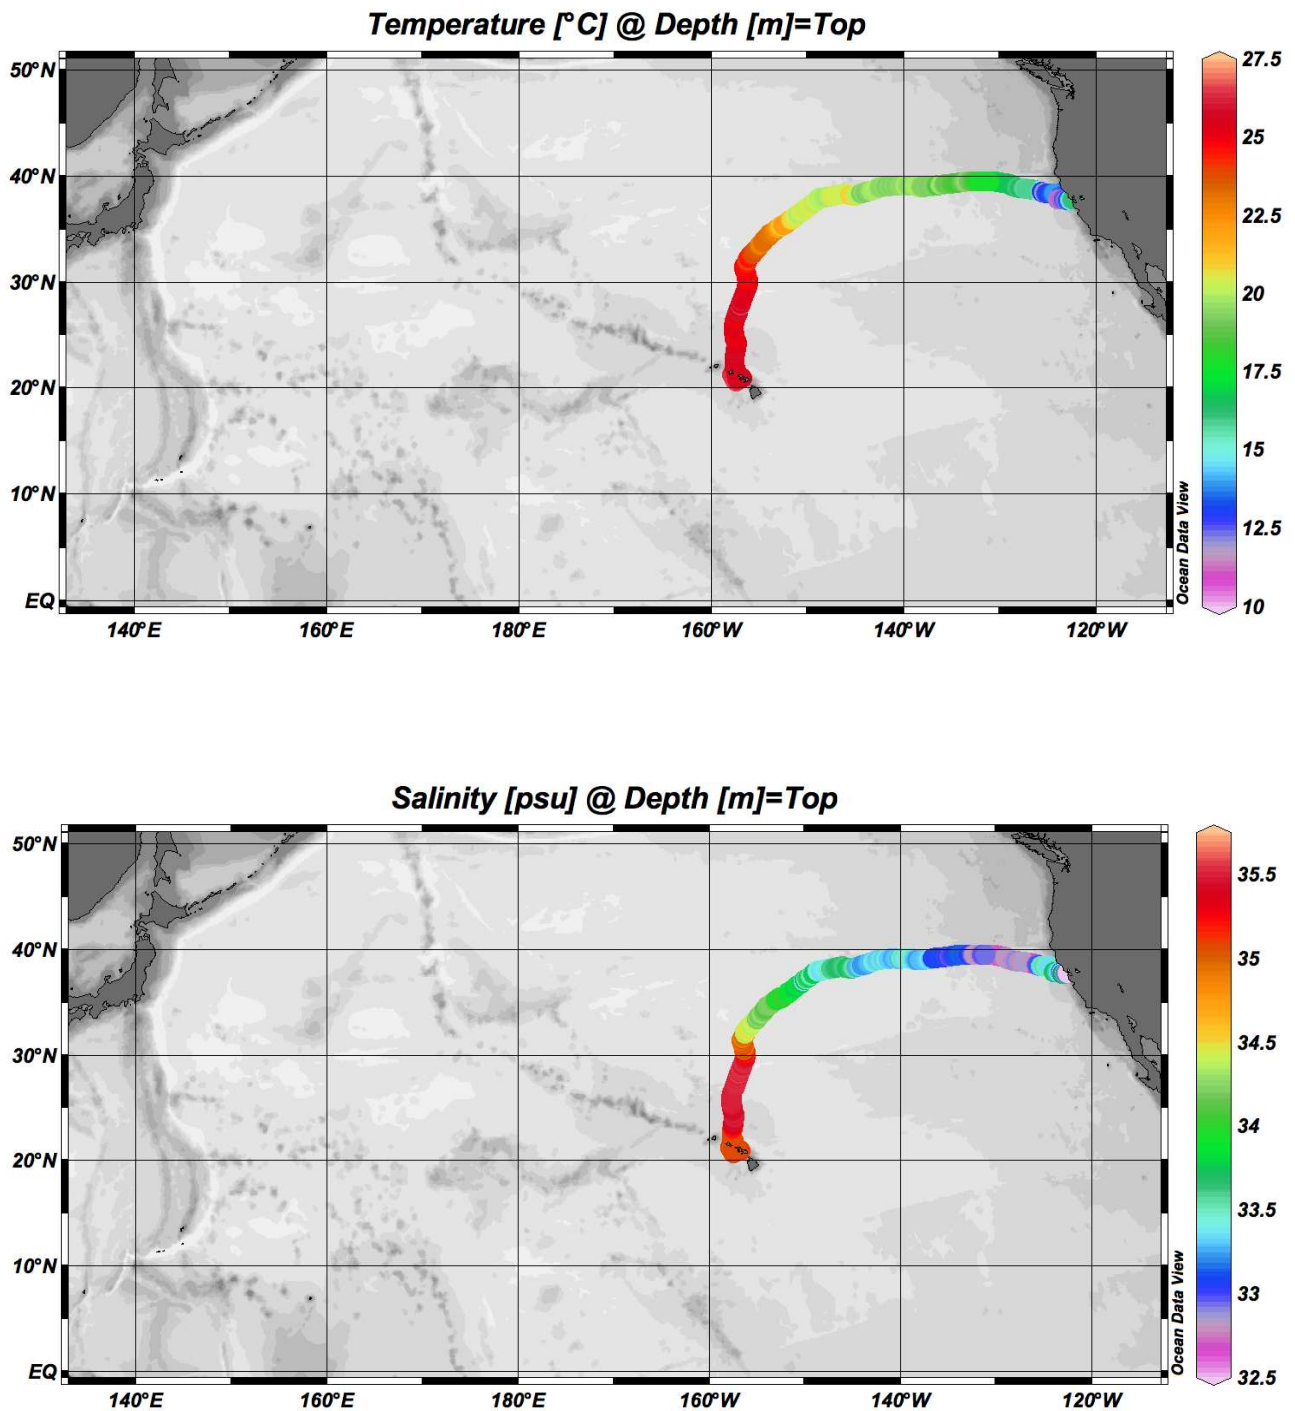 Temperature [°C] @ Depth [m]=Top
50°N
40°N
30°N
20°N
10°N
EQ
140°E 160°E 180°E 160°W 140°W 120°W
Ocean Data View
27.5
25
22.5
20
17.5
15
12.5
10
Salinity [psu] @ Depth [m]=Top
50°N
40°N
30°N
20°N
10°N
EQ
140°E 160°E 180°E 160°W 140°W 120°W
Ocean Data View
35.5
35
34.5
34
33.5
33
32.5